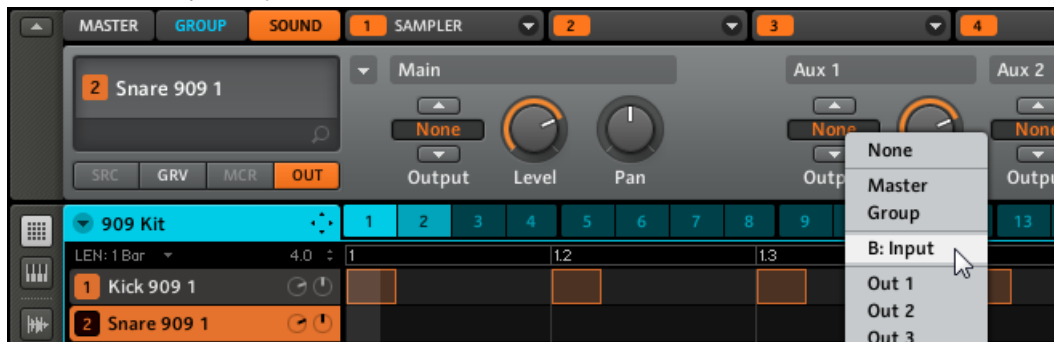 MASTER GROUP SOUND 1 SAMPLER 2 3 4
Main Aux 1 Aux 2
2 Snare 909 1
None None None
SRC GRV MCR OUT
Output Level Pan
None
Master
Group
B: Input
Out 1
Out 2
Out 3
909 Kit 1 2 3 4 5 6 7 8 9 13
LEN: 1 Bar 4.0 1 1.2 1.3
1 Kick 909 1
2 Snare 909 1